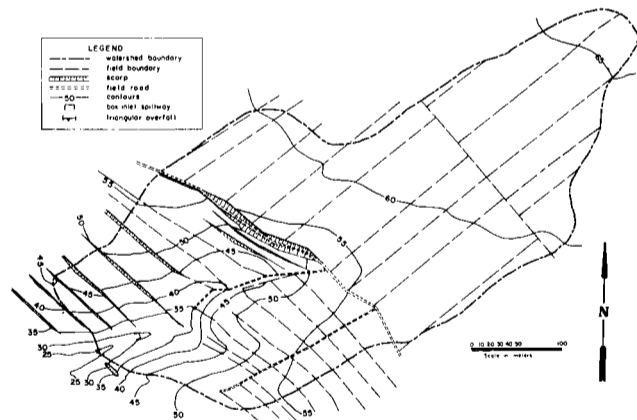 LEGEND
watershed boundary
field boundary
scarp
field road
50 contours
box inlet spillway
triangular overfall
55
50
45
40
35
30
25
50
45
45
40
35
45
50
55
60
50
55
25
30
35
40
45
50
N
0 10 20 30 40 50 100
Scale in meters